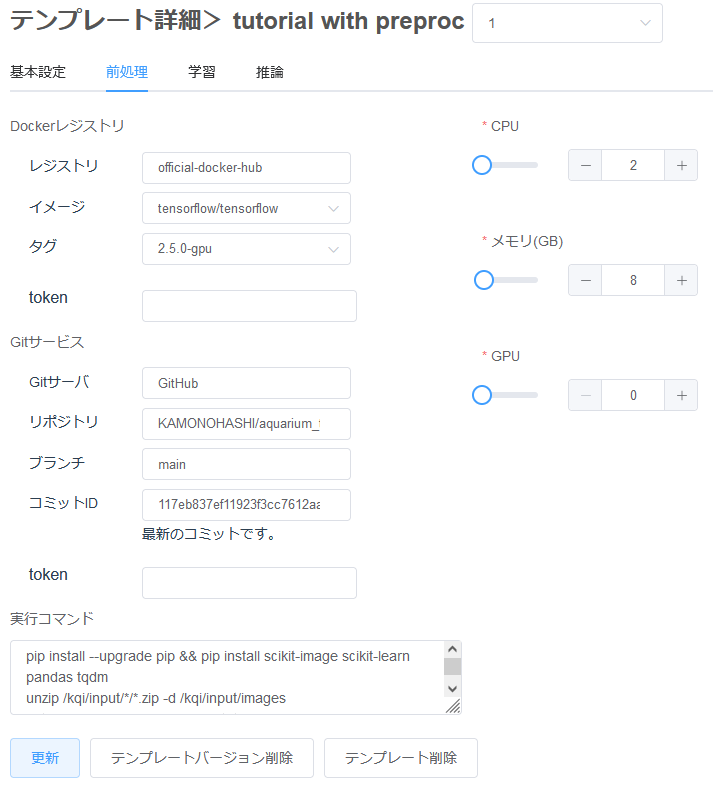 テンプレート詳細＞ tutorial with preproc 1
基本設定 前処理 学習 推論
Dockerレジストリ
レジストリ official-docker-hub
イメージ tensorflow/tensorflow
タグ 2.5.0-gpu
token
Gitサービス
Gitサーバ GitHub
リポジトリ KAMONOHASHI/aquarium_
ブランチ main
コミットID 117eb837ef11923f3cc7612aa
最新のコミットです。
token
実行コマンド
pip install --upgrade pip && pip install scikit-image scikit-learn
pandas tqdm
unzip /kqi/input/*/*.zip -d /kqi/input/images
* CPU
− 2 +
* メモリ(GB)
− 8 +
* GPU
− 0 +
更新 テンプレートバージョン削除 テンプレート削除